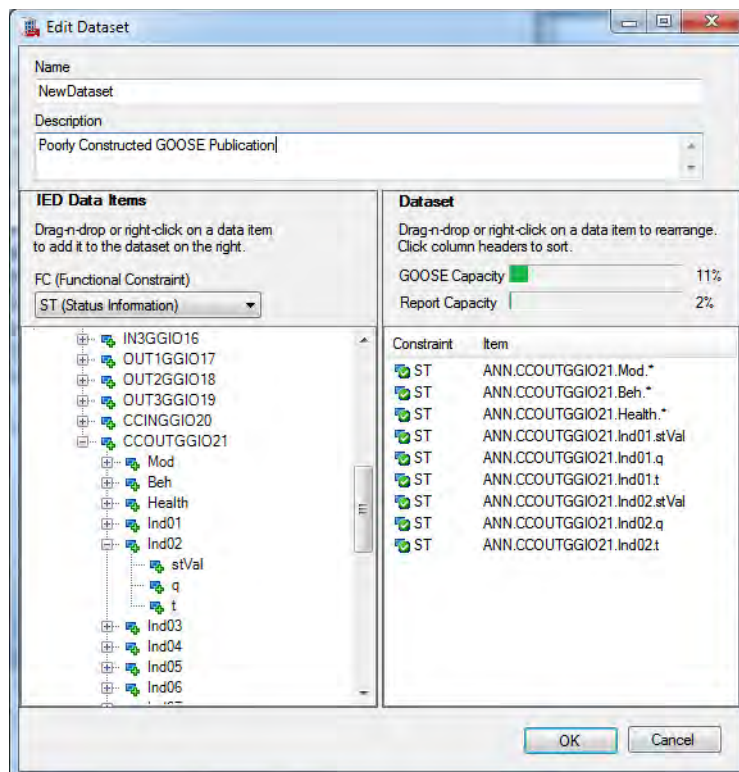 Edit Dataset
Name
NewDataset
Description
Poorly Constructed GOOSE Publication
IED Data Items
Drag-n-drop or right-click on a data item
to add it to the dataset on the right.
FC (Functional Constraint)
ST (Status Information)
IN3GGIO16
OUT1GGIO17
OUT2GGIO18
OUT3GGIO19
CCINGGIO20
CCOUTGGIO21
Mod
Beh
Health
Ind01
Ind02
stVal
q
t
Ind03
Ind04
Ind05
Ind06
Dataset
Drag-n-drop or right-click on a data item to rearrange.
Click column headers to sort.
GOOSE Capacity 11%
Report Capacity 2%
Constraint Item
ST ANN.CCOUTGGIO21.Mod.*
ST ANN.CCOUTGGIO21.Beh.*
ST ANN.CCOUTGGIO21.Health.*
ST ANN.CCOUTGGIO21.Ind01.stVal
ST ANN.CCOUTGGIO21.Ind01.q
ST ANN.CCOUTGGIO21.Ind01.t
ST ANN.CCOUTGGIO21.Ind02.stVal
ST ANN.CCOUTGGIO21.Ind02.q
ST ANN.CCOUTGGIO21.Ind02.t
OK Cancel